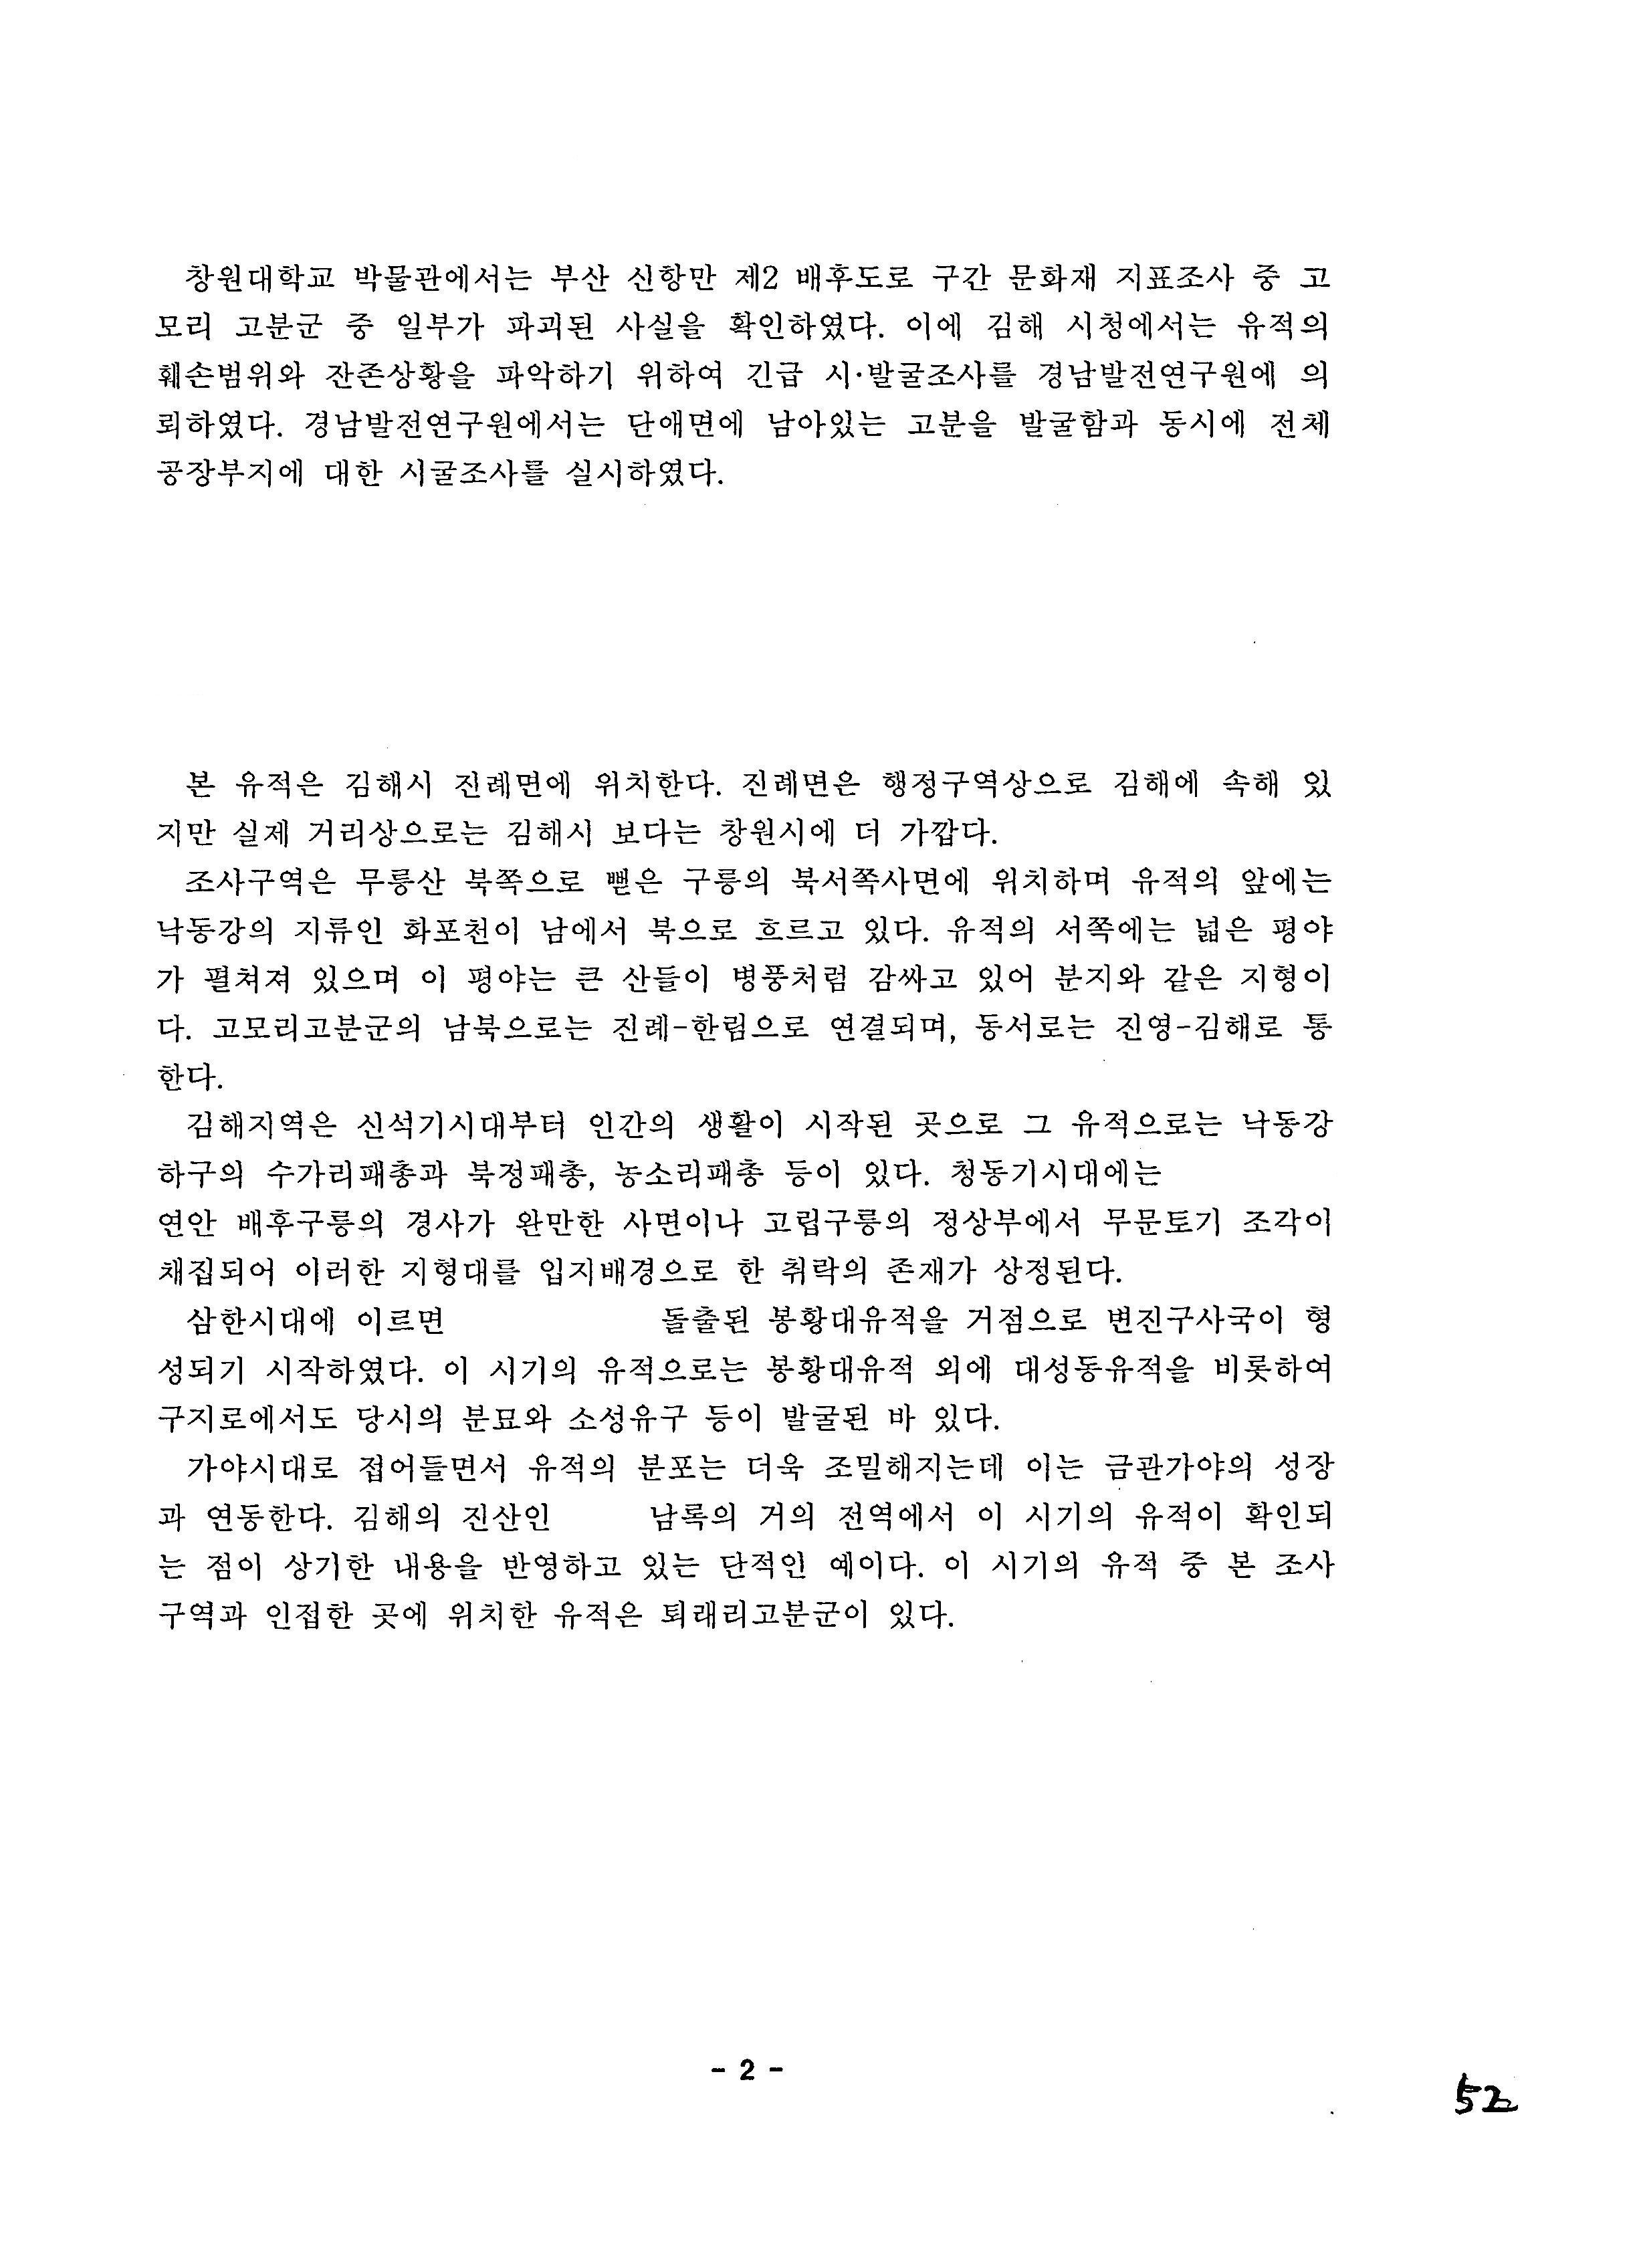 창원대학교 박물관에서는 부산 신항만 제2 배후도로 구간 문화재 지표조사 중 고
모리 고분군 중 일부가 파괴된 사실을 확인하였다. 이에 김해 시청에서는 유적의
훼손범위와 잔존상황을 파악하기 위하여 긴급 시·발굴조사를 경남발전연구원에 의
뢰하였다. 경남발전연구원에서는 단애면에 남아있는 고분을 발굴함과 동시에 전체
공장부지에 대한 시굴조사를 실시하였다.
본 유적은 김해시 진례면에 위치한다. 진례면은 행정구역상으로 김해에 속해 있
지만 실제 거리상으로는 김해시 보다는 창원시에 더 가깝다.
조사구역은 무릉산 북쪽으로 뻗은 구릉의 북서쪽사면에 위치하며 유적의 앞에는
낙동강의 지류인 화포천이 남에서 북으로 흐르고 있다. 유적의 서쪽에는 넓은 평야
가 펼쳐져 있으며 이 평야는 큰 산들이 병풍처럼 감싸고 있어 분지와 같은 지형이
다. 고모리고분군의 남북으로는 진례-한림으로 연결되며, 동서로는 진영-김해로 통
한다.
김해지역은 신석기시대부터 인간의 생활이 시작된 곳으로 그 유적으로는 낙동강
하구의 수가리패총과 북정패총, 농소리패총 등이 있다. 청동기시대에는
연안 배후구릉의 경사가 완만한 사면이나 고립구릉의 정상부에서 무문토기 조각이
채집되어 이러한 지형대를 입지배경으로 한 취락의 존재가 상정된다.
삼한시대에 이르면 돌출된 봉황대유적을 거점으로 변진구사국이 형
성되기 시작하였다. 이 시기의 유적으로는 봉황대유적 외에 대성동유적을 비롯하여
구지로에서도 당시의 분묘와 소성유구 등이 발굴된 바 있다.
가야시대로 접어들면서 유적의 분포는 더욱 조밀해지는데 이는 금관가야의 성장
과 연동한다. 김해의 진산인 남록의 거의 전역에서 이 시기의 유적이 확인되
는 점이 상기한 내용을 반영하고 있는 단적인 예이다. 이 시기의 유적 중 본 조사
구역과 인접한 곳에 위치한 유적은 퇴래리고분군이 있다.
- 2 -
52